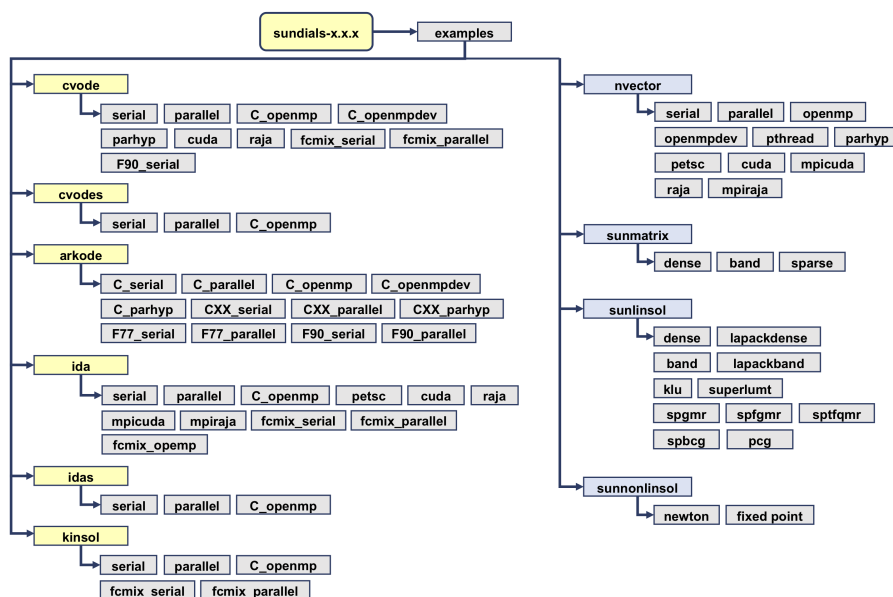 sundials-x.x.x examples
cvode
serial parallel C_openmp C_openmpdev
parhyp cuda raja fcmix_serial fcmix_parallel
F90_serial
cvodes
serial parallel C_openmp
arkode
C_serial C_parallel C_openmp C_openmpdev
C_parhyp CXX_serial CXX_parallel CXX_parhyp
F77_serial F77_parallel F90_serial F90_parallel
ida
serial parallel C_openmp petsc cuda raja
mpicuda mpiraja fcmix_serial fcmix_parallel
fcmix_opemp
idas
serial parallel C_openmp
kinsol
serial parallel C_openmp
fcmix_serial fcmix_parallel
nvector
serial parallel openmp
openmpdev pthread parhyp
petsc cuda mpicuda
raja mpiraja
sunmatrix
dense band sparse
sunlinsol
dense lapackdense
band lapackband
klu superlumt
spgmr spfgmr sptfqmr
spbcg pcg
sunnonlinsol
newton fixed point